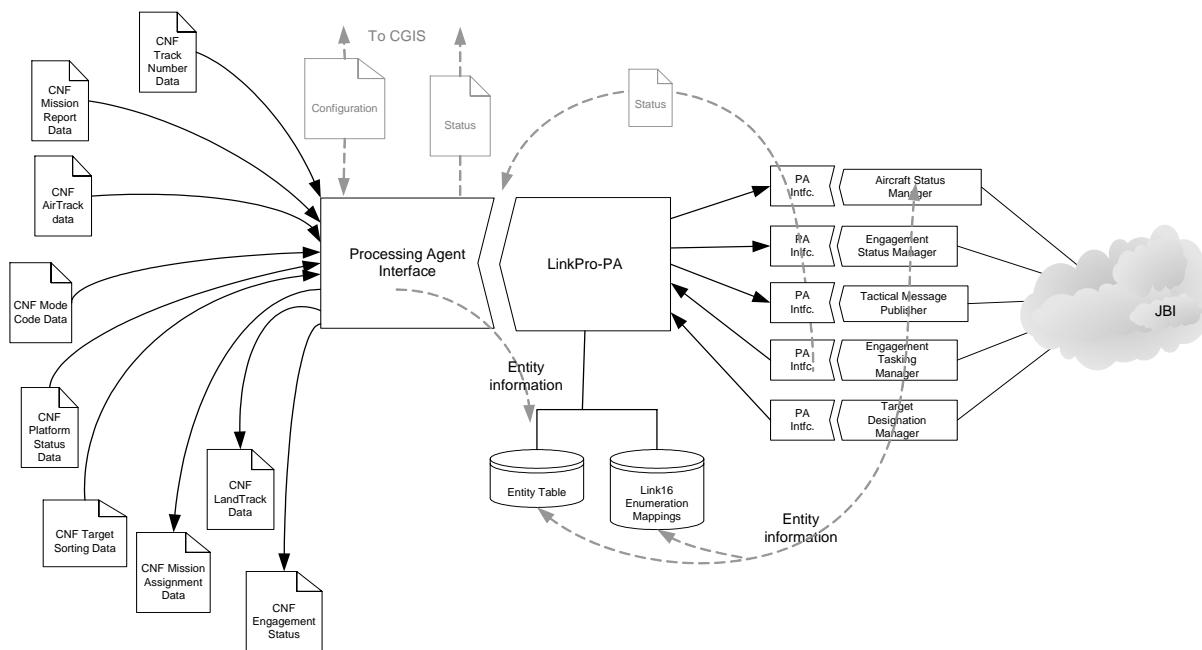 CNF
Track
Number
Data
To CGIS
CNF
Mission
Report
Data
Configuration
Status
Status
CNF
AirTrack
data
PA
Intfc.
Aircraft Status
Manager
Processing Agent
Interface
LinkPro-PA
PA
Intfc.
Engagement
Status Manager
CNF Mode
Code Data
PA
Intfc.
Tactical Message
Publisher
JBI
PA
Intfc.
Engagement
Tasking
Manager
Entity
information
PA
Intfc.
Target
Designation
Manager
CNF
Platform
Status
Data
CNF
LandTrack
Data
Entity Table
Link16
Enumeration
Mappings
Entity
information
CNF Target
Sorting Data
CNF Mission
Assignment
Data
CNF
Engagement
Status